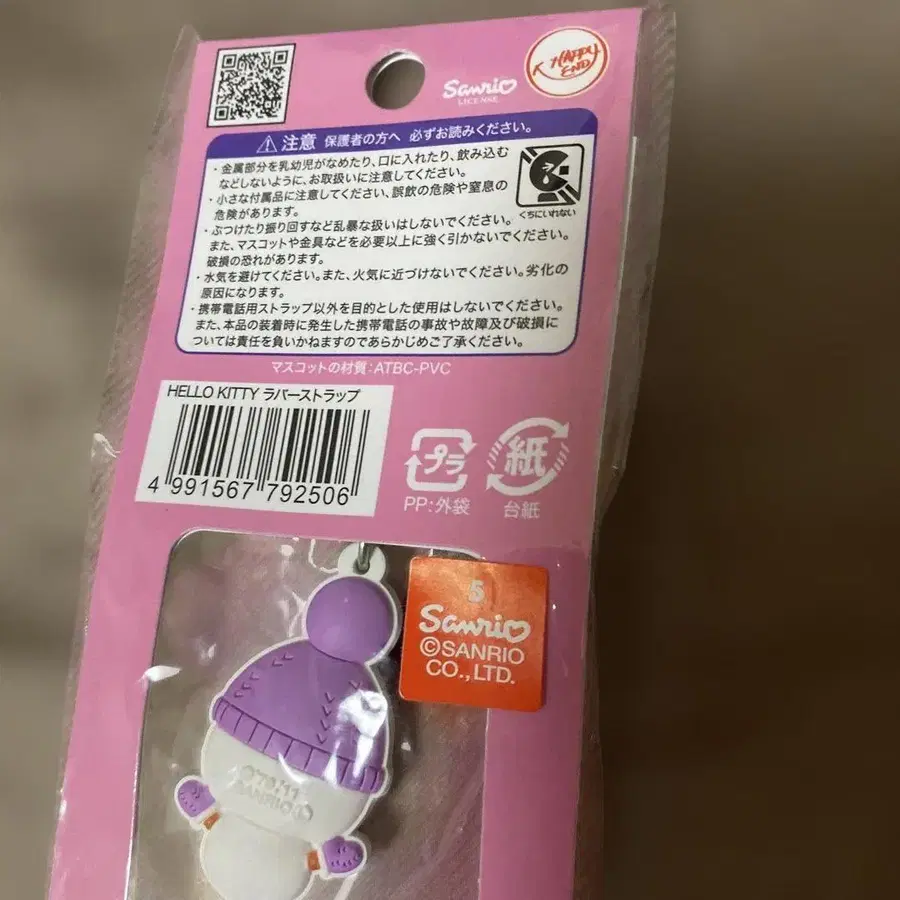 Sanrio
LICENSE
HAPPY
END
注意 保護者の方へ 必ずお読みください。
・金属部分を乳幼児がなめたり、口に入れたり、飲み込む
などしないように、お取扱いに注意してください。
・小さな付属品に注意してください、誤飲の危険や窒息の
危険があります。
・ぶつけたり振り回すなど乱暴な扱いはしないでください。
また、マスコットや金具などを必要以上に強く引かないでください。
破損の恐れがあります。
・水気を避けてください。また、火気に近づけないでください。劣化の
原因になります。
・携帯電話用ストラップ以外を目的とした使用はしないでください。
また、本品の装着時に発生した携帯電話の事故や故障及び破損に
ついては責任を負いかねますのであらかじめご了承ください。
くちにいれない
マスコットの材質:ATBC-PVC
HELLO KITTY ラバーストラップ
4 991567 792506
プラ
PP:外袋
紙
台紙
5
Sanrio
©SANRIO
CO.,LTD.
©'76,'11
SANRIO